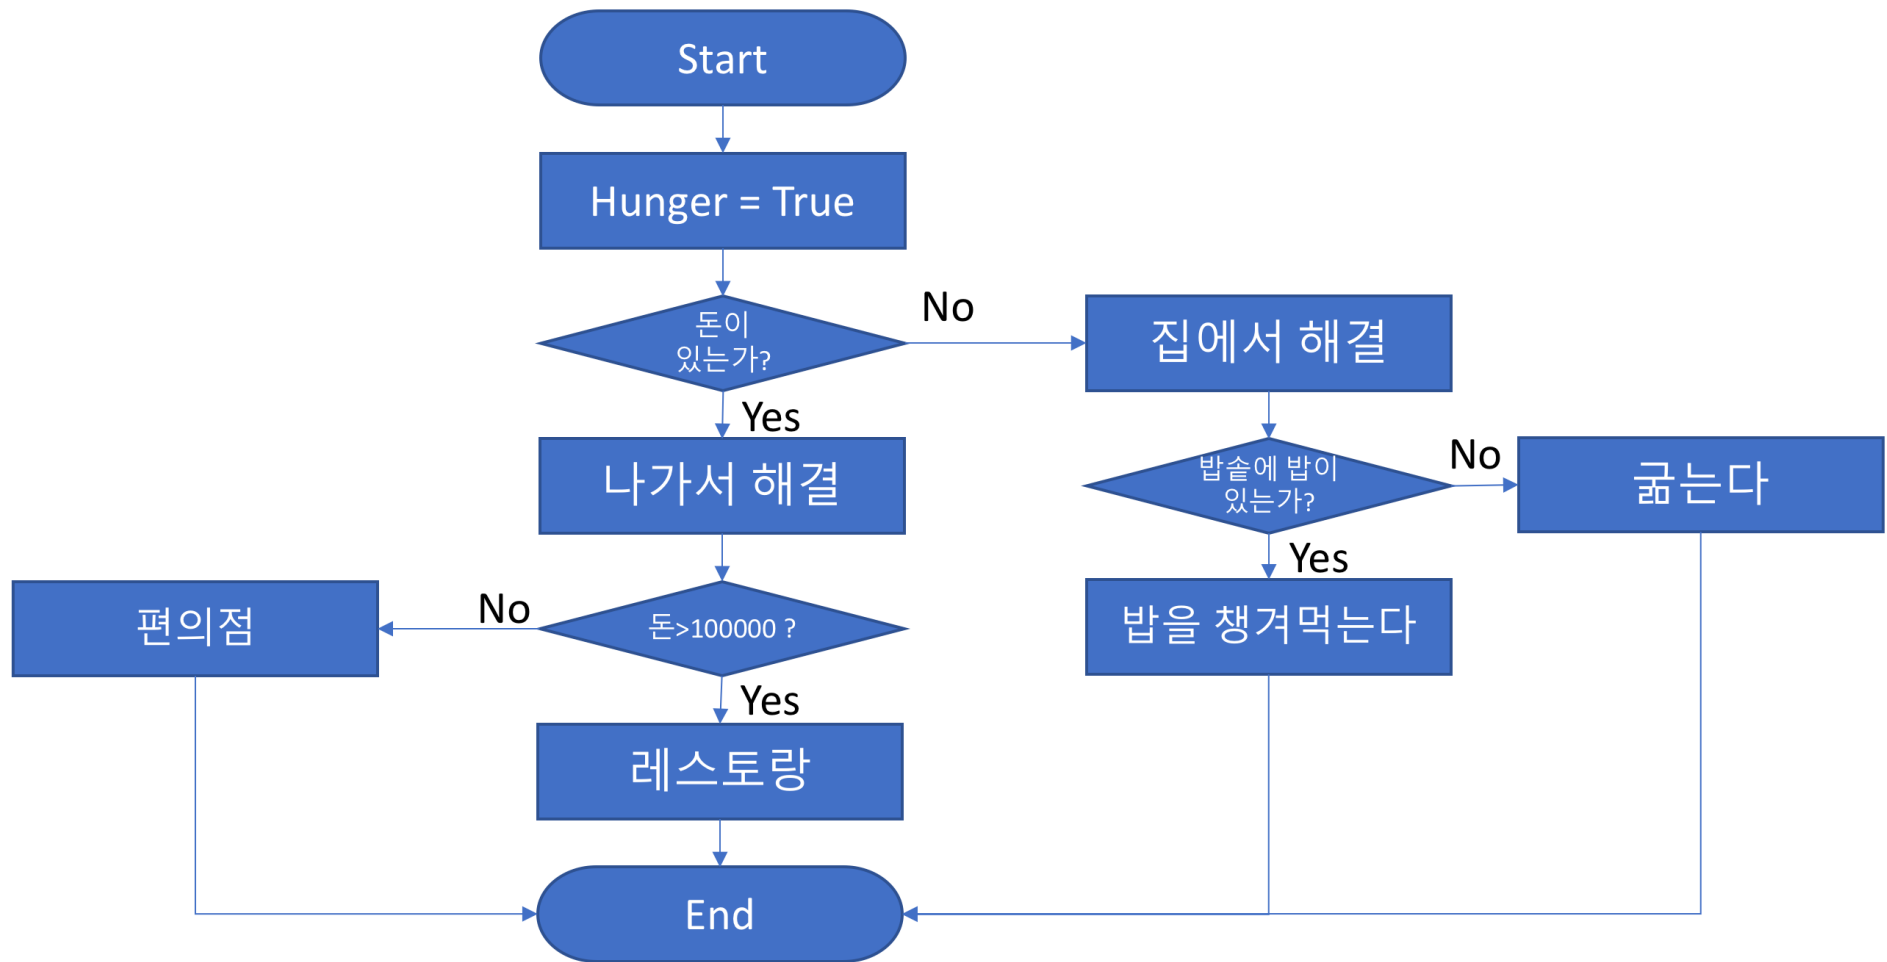 Start
Hunger = True
돈이
있는가?
No
집에서 해결
Yes
나가서 해결
밥솥에 밥이
있는가?
No
굶는다
Yes
밥을 챙겨먹는다
돈>100000 ?
No
편의점
Yes
레스토랑
End